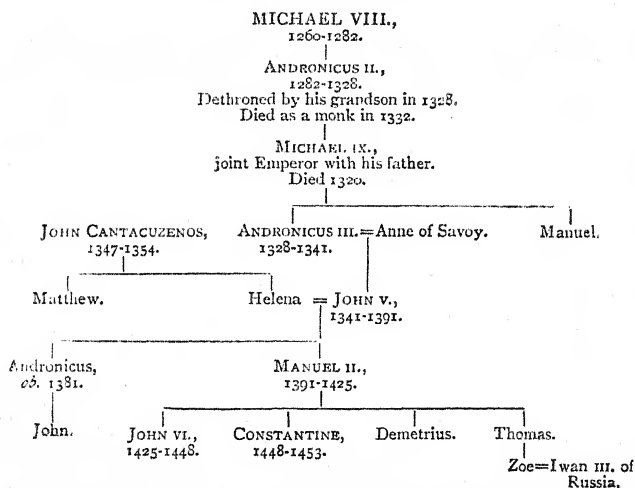 MICHAEL VIII.,
1260-1282.
ANDRONICUS II.,
1282-1328.
Dethroned by his grandson in 1328.
Died as a monk in 1332.
MICHAEL IX.,
joint Emperor with his father.
Died 1320.
JOHN CANTACUZENOS,
1347-1354.
ANDRONICUS III.=Anne of Savoy.
1328-1341.
Manuel.
Matthew.
Helena = JOHN V.,
1341-1391.
Andronicus,
ob. 1381.
MANUEL II.,
1391-1425.
John.
JOHN VI.,
1425-1448.
CONSTANTINE,
1448-1453.
Demetrius.
Thomas.
Zoe=Iwan III. of
Russia.